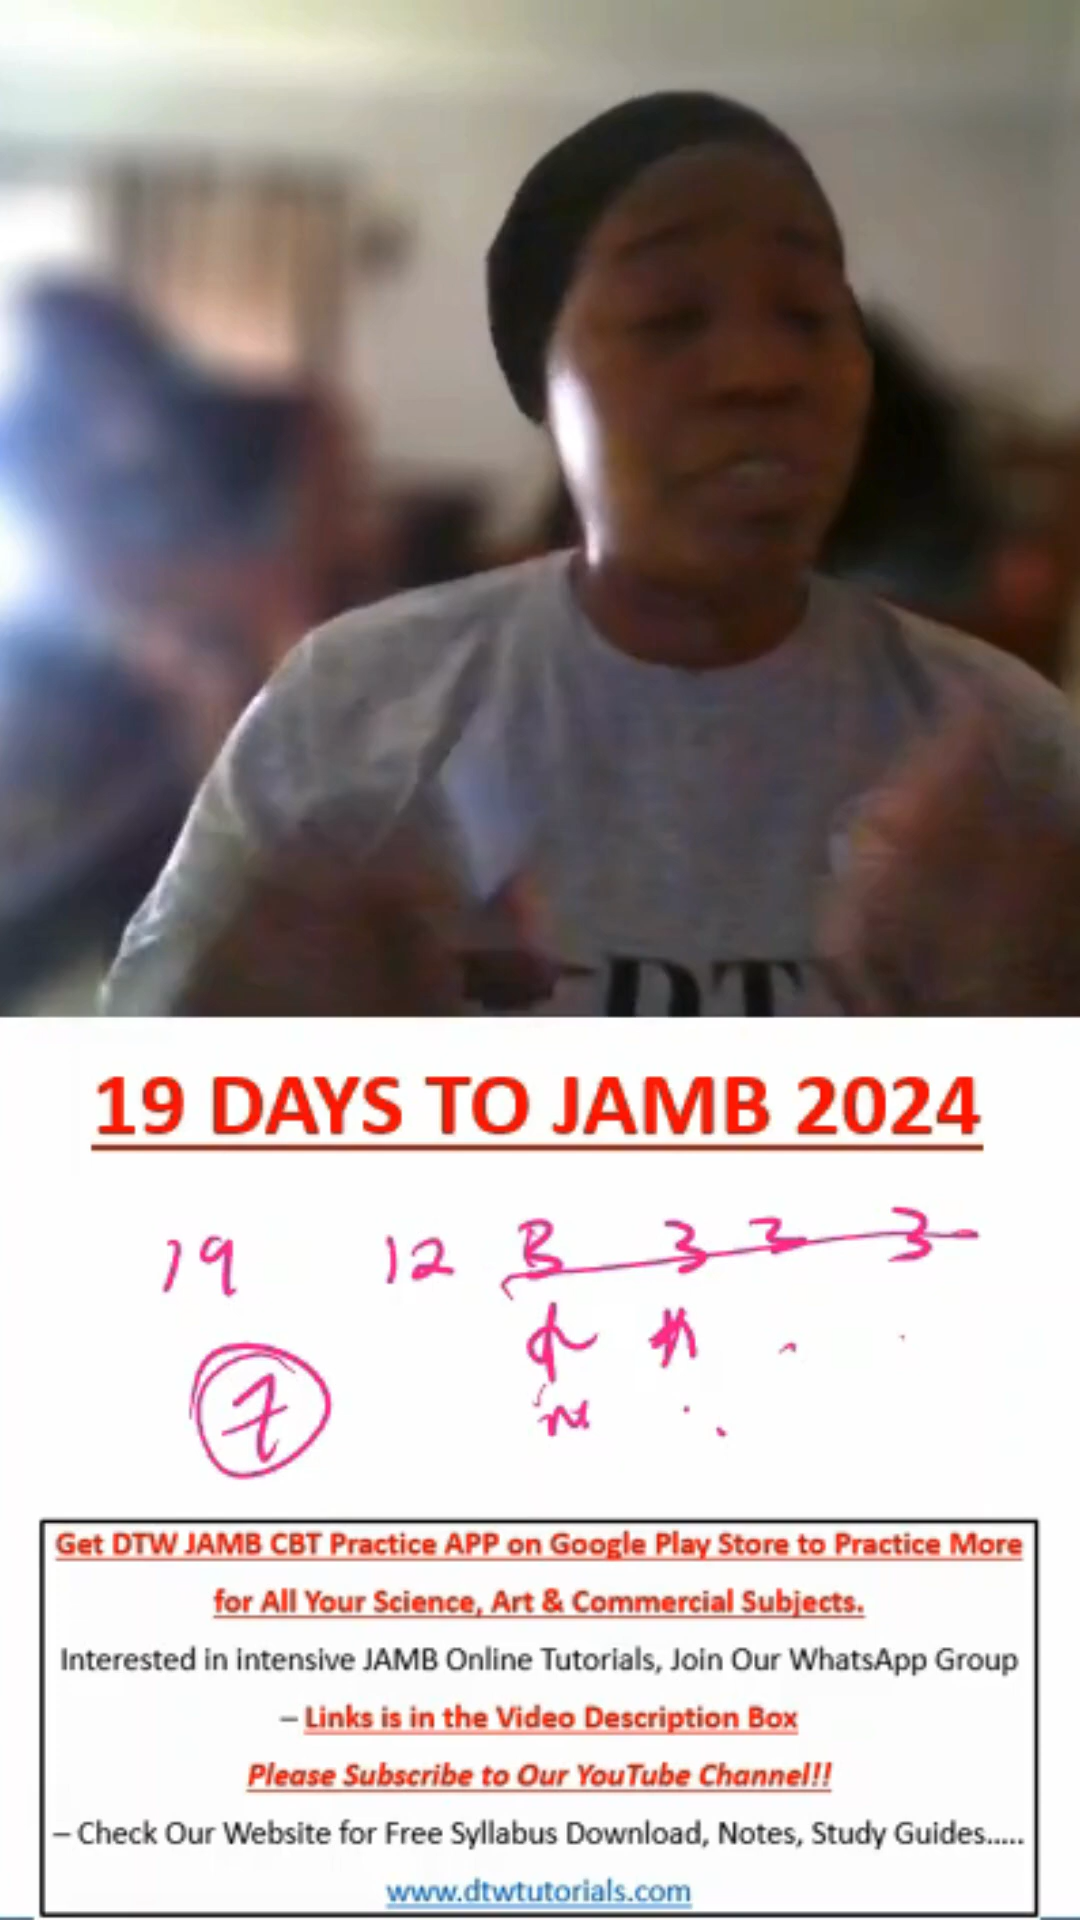 DT
19 DAYS TO JAMB 2024
19 12 3 3 3 3
7
Get DTW JAMB CBT Practice APP on Google Play Store to Practice More
for All Your Science, Art & Commercial Subjects.
Interested in intensive JAMB Online Tutorials, Join Our WhatsApp Group
– Links is in the Video Description Box
Please Subscribe to Our YouTube Channel!!
– Check Our Website for Free Syllabus Download, Notes, Study Guides.....
www.dtwtutorials.com